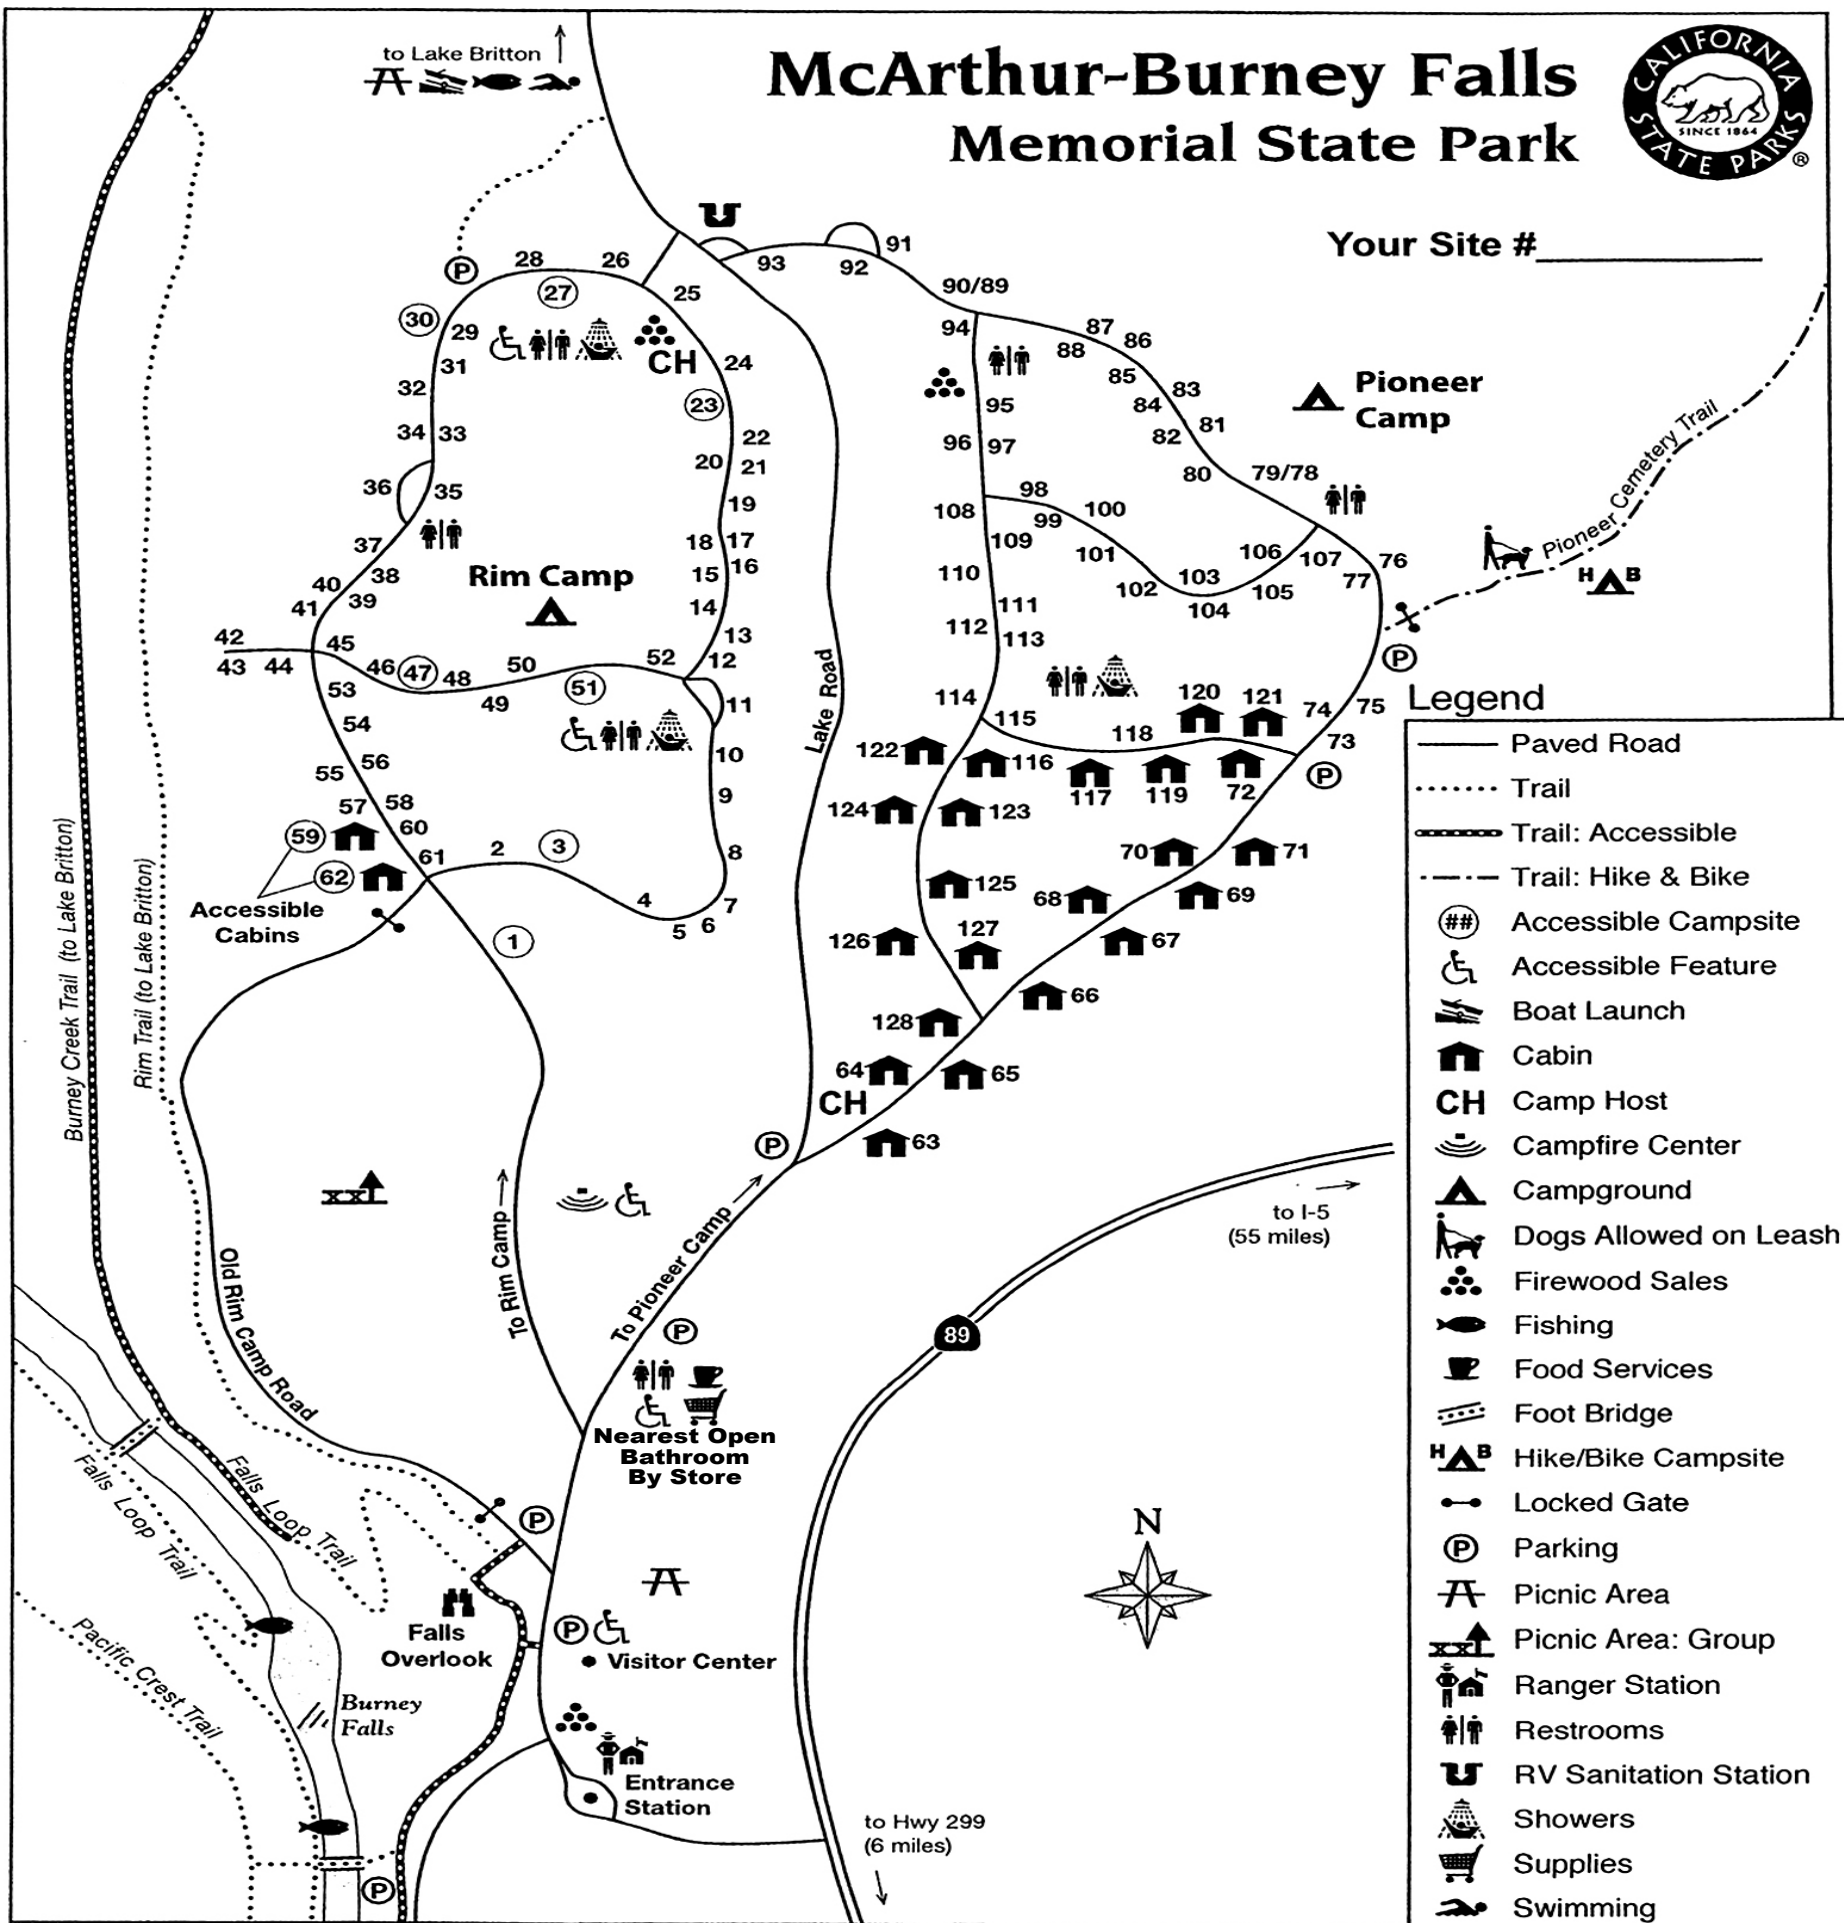 to Lake Britton
McArthur-Burney Falls
Memorial State Park
CALIFORNIA
STATE PARKS
SINCE 1864
®
Your Site #
28
26
P
27
25
93
92
91
90/89
30
29
94
87
86
88
31
CH
24
85
83
32
23
95
84
81
Pioneer
Camp
34
33
22
96
97
82
20
21
80
79/78
36
35
19
98
108
99
100
37
18
17
109
101
106
107
76
Pioneer Cemetery Trail
40
38
Rim Camp
15
16
110
102
103
77
H
B
41
39
14
111
104
105
42
45
13
112
113
P
43
44
46
47
48
50
52
12
53
49
51
11
114
120
121
74
75
54
115
118
73
Lake Road
55
56
10
122
116
P
57
58
9
117
119
72
59
60
124
123
61
2
3
8
70
71
62
4
7
125
68
69
Accessible
Cabins
5
6
1
126
127
67
66
128
64
65
CH
63
P
Burney Creek Trail (to Lake Britton)
Rim Trail (to Lake Britton)
Old Rim Camp Road
To Rim Camp
To Pioneer Camp
to I-5
(55 miles)
P
89
Nearest Open
Bathroom
By Store
Falls Loop Trail
Falls Loop Trail
P
N
Falls
Overlook
P
Visitor Center
Pacific Crest Trail
Burney
Falls
Entrance
Station
to Hwy 299
(6 miles)
P
Legend
Paved Road
Trail
Trail: Accessible
Trail: Hike & Bike
## Accessible Campsite
Accessible Feature
Boat Launch
Cabin
CH Camp Host
Campfire Center
Campground
Dogs Allowed on Leash
Firewood Sales
Fishing
Food Services
Foot Bridge
H B Hike/Bike Campsite
Locked Gate
P Parking
Picnic Area
Picnic Area: Group
Ranger Station
Restrooms
RV Sanitation Station
Showers
Supplies
Swimming